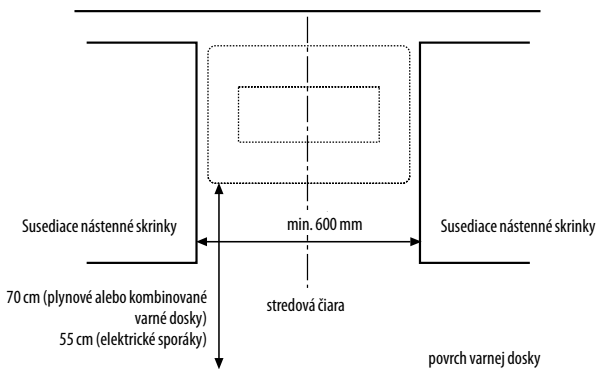 Susediace nástenné skrinky
min. 600 mm
Susediace nástenné skrinky
70 cm (plynové alebo kombinované
varné dosky)
55 cm (elektrické sporáky)
stredová čiara
povrch varnej dosky